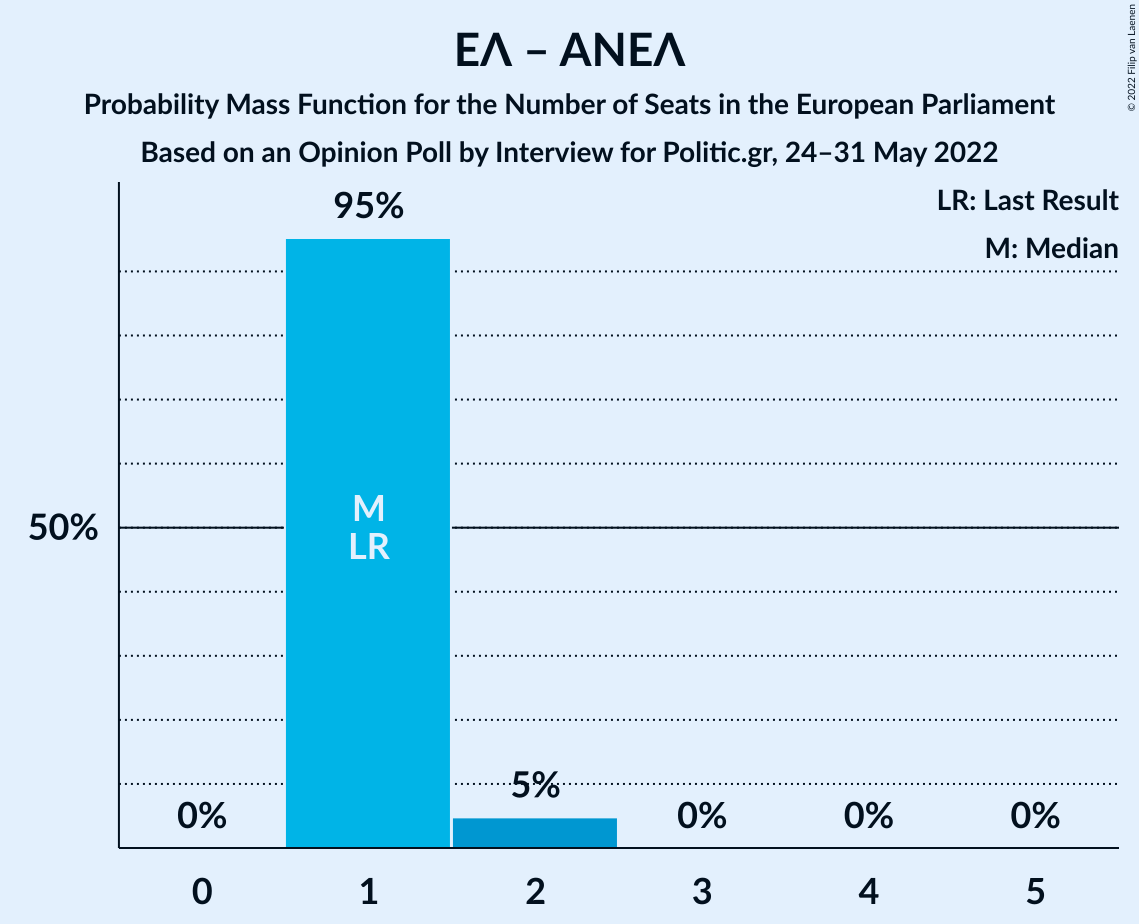 ΕΛ – ΑΝΕΛ
Probability Mass Function for the Number of Seats in the European Parliament
Based on an Opinion Poll by Interview for Politic.gr, 24–31 May 2022
© 2022 Filip van Laenen
LR: Last Result
M: Median
95%
50%
M
LR
5%
0%
0%
0%
0%
0
1
2
3
4
5